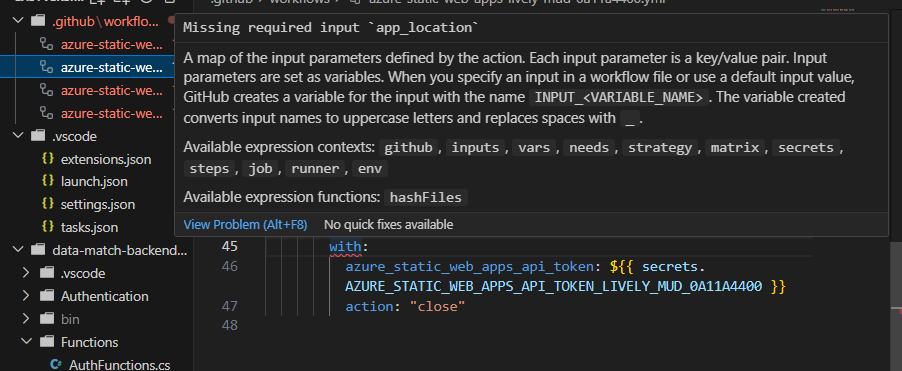 .github > workflows > azure-static-web-apps-lively-mud-0a11a4400.yml
.github\workflo...
azure-static-we...
azure-static-we...
azure-static-we...
azure-static-we...
.vscode
extensions.json
launch.json
settings.json
tasks.json
data-match-backend...
.vscode
Authentication
bin
Functions
AuthFunctions.cs
Missing required input `app_location`
A map of the input parameters defined by the action. Each input parameter is a key/value pair. Input
parameters are set as variables. When you specify an input in a workflow file or use a default input value,
GitHub creates a variable for the input with the name INPUT_<VARIABLE_NAME>. The variable created
converts input names to uppercase letters and replaces spaces with _.
Available expression contexts: github, inputs, vars, needs, strategy, matrix, secrets,
steps, job, runner, env
Available expression functions: hashFiles
View Problem (Alt+F8) No quick fixes available
45 with:
46 azure_static_web_apps_api_token: ${{ secrets.
AZURE_STATIC_WEB_APPS_API_TOKEN_LIVELY_MUD_0A11A4400 }}
47 action: "close"
48